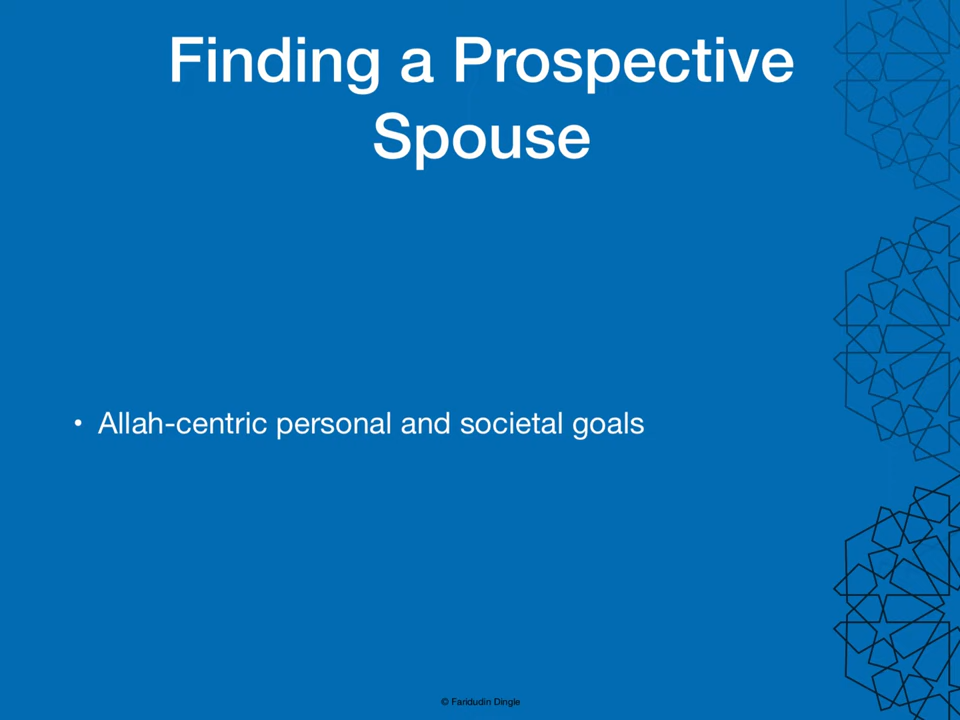 Finding a Prospective
Spouse
• Allah-centric personal and societal goals
© Faridudin Dingle